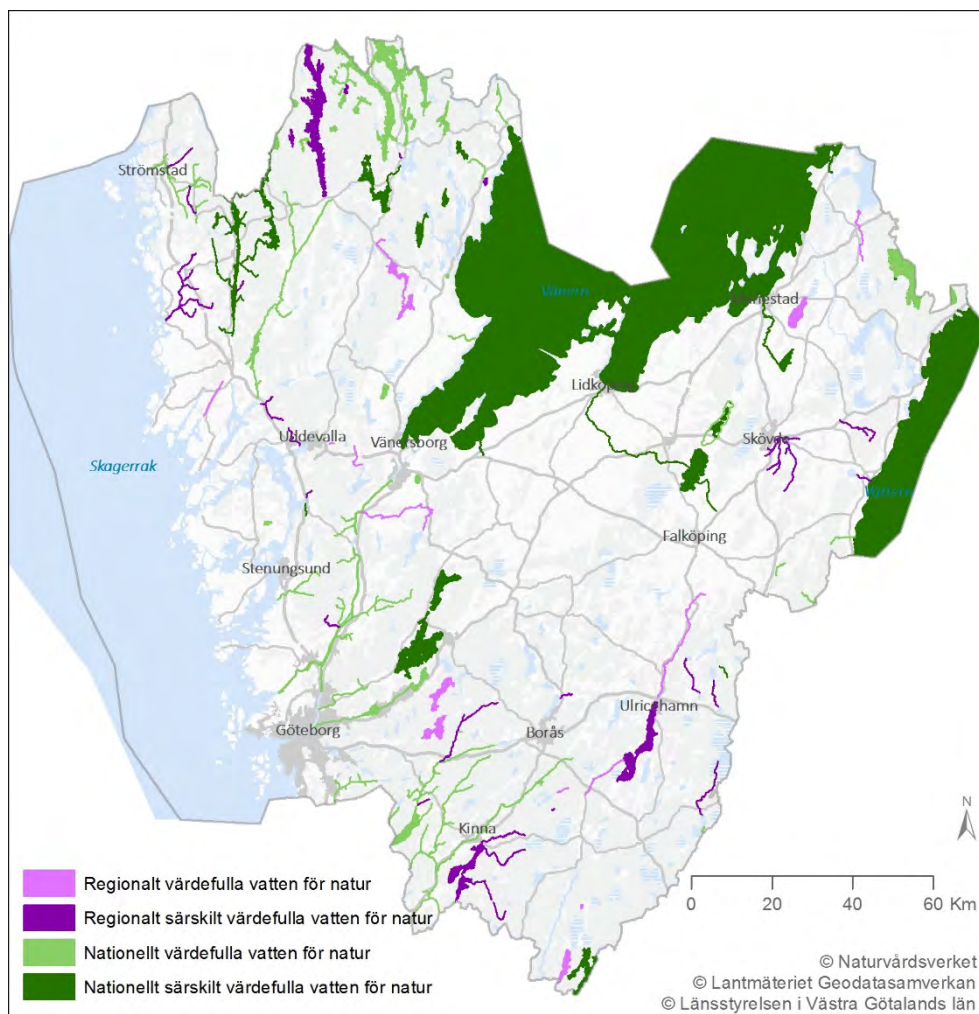 Strömstad
Vänern
Mariestad
Lidköping
Uddevalla
Vänersborg
Skövde
Skagerrak
Vättern
Falköping
Stenungsund
Ulricehamn
Göteborg
Borås
Kinna
N
Regionalt värdefulla vatten för natur
Regionalt särskilt värdefulla vatten för natur
Nationellt värdefulla vatten för natur
Nationellt särskilt värdefulla vatten för natur
0 20 40 60 Km
© Naturvårdsverket
© Lantmäteriet Geodatasamverkan
© Länsstyrelsen i Västra Götalands län